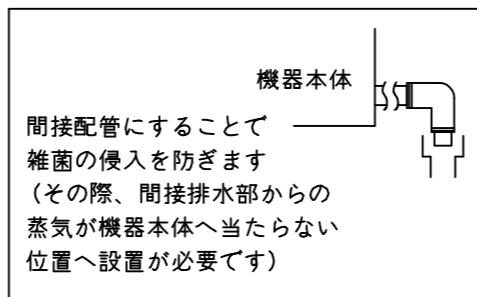 機器本体
間接配管にすることで
雑菌の侵入を防ぎます
（その際、間接排水部からの
蒸気が機器本体へ当たらない
位置へ設置が必要です）